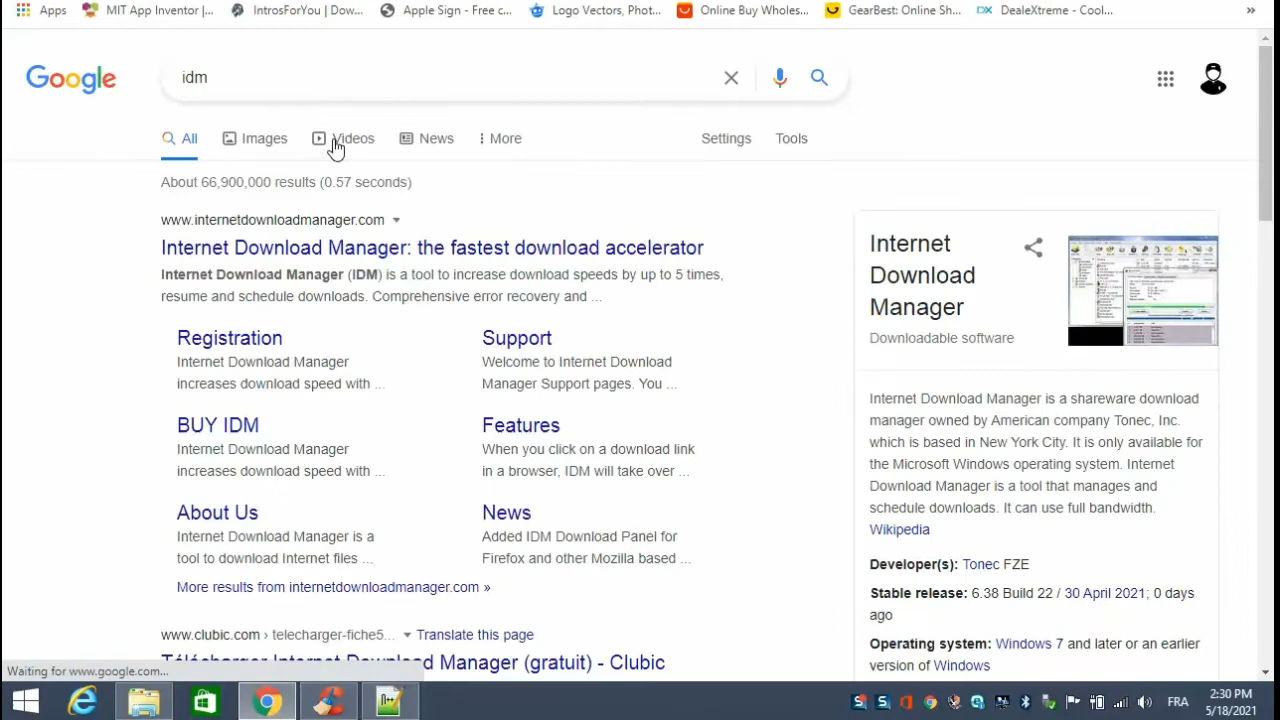 Apps MIT App Inventor |... IntrosForYou | Dow... Apple Sign - Free c... Logo Vectors, Phot... Online Buy Wholes... GearBest: Online Sh... DX DealeXtreme - Cool... »
Google idm
All Images Videos News More Settings Tools
About 66,900,000 results (0.57 seconds)
www.internetdownloadmanager.com
Internet Download Manager: the fastest download accelerator
Internet Download Manager (IDM) is a tool to increase download speeds by up to 5 times,
resume and schedule downloads. Comprehensive error recovery and ...
Registration
Internet Download Manager
increases download speed with ...
Support
Welcome to Internet Download
Manager Support pages. You ...
BUY IDM
Internet Download Manager
increases download speed with ...
Features
When you click on a download link
in a browser, IDM will take over ...
About Us
Internet Download Manager is a
tool to download Internet files ...
News
Added IDM Download Panel for
Firefox and other Mozilla based ...
More results from internetdownloadmanager.com »
www.clubic.com › telecharger-fiche5... Translate this page
Télécharger Internet Download Manager (gratuit) - Clubic
Internet
Download
Manager
Downloadable software
Internet Download Manager is a shareware download
manager owned by American company Tonec, Inc.
which is based in New York City. It is only available for
the Microsoft Windows operating system. Internet
Download Manager is a tool that manages and
schedule downloads. It can use full bandwidth.
Wikipedia
Developer(s): Tonec FZE
Stable release: 6.38 Build 22 / 30 April 2021; 0 days
ago
Operating system: Windows 7 and later or an earlier
version of Windows
Waiting for www.google.com...
FRA
2:30 PM
5/18/2021